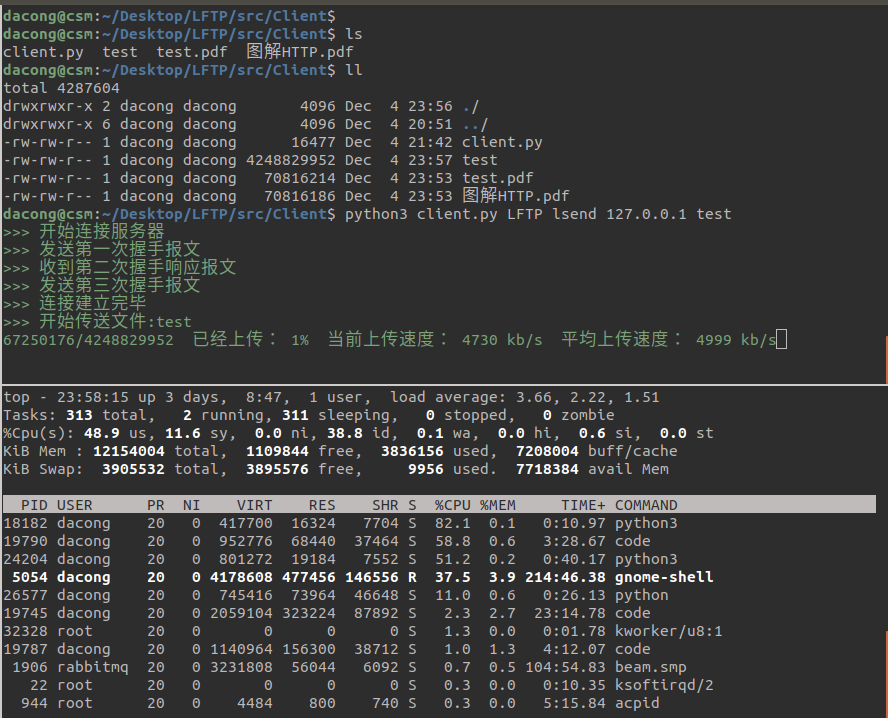 dacong@csm:~/Desktop/LFTP/src/Client$
dacong@csm:~/Desktop/LFTP/src/Client$ ls
client.py  test  test.pdf  图解HTTP.pdf
dacong@csm:~/Desktop/LFTP/src/Client$ ll
total 4287604
drwxrwxr-x 2 dacong dacong       4096 Dec  4 23:56 ./
drwxrwxr-x 6 dacong dacong       4096 Dec  4 20:51 ../
-rw-rw-r-- 1 dacong dacong      16477 Dec  4 21:42 client.py
-rw-rw-r-- 1 dacong dacong 4248829952 Dec  4 23:57 test
-rw-rw-r-- 1 dacong dacong   70816214 Dec  4 23:53 test.pdf
-rw-rw-r-- 1 dacong dacong   70816186 Dec  4 23:53 图解HTTP.pdf
dacong@csm:~/Desktop/LFTP/src/Client$ python3 client.py LFTP lsend 127.0.0.1 test
>>> 开始连接服务器
>>> 发送第一次握手报文
>>> 收到第二次握手响应报文
>>> 发送第三次握手报文
>>> 连接建立完毕
>>> 开始传送文件:test
67250176/4248829952  已经上传： 1%  当前上传速度： 4730 kb/s  平均上传速度： 4999 kb/s
top - 23:58:15 up 3 days,  8:47,  1 user,  load average: 3.66, 2.22, 1.51
Tasks: 313 total,   2 running, 311 sleeping,   0 stopped,   0 zombie
%Cpu(s): 48.9 us, 11.6 sy,  0.0 ni, 38.8 id,  0.1 wa,  0.0 hi,  0.6 si,  0.0 st
KiB Mem : 12154004 total,  1109844 free,  3836156 used,  7208004 buff/cache
KiB Swap:  3905532 total,  3895576 free,     9956 used.  7718384 avail Mem
  PID USER      PR  NI    VIRT    RES    SHR S  %CPU %MEM     TIME+ COMMAND
18182 dacong    20   0  417700  16324   7704 S  82.1  0.1   0:10.97 python3
19790 dacong    20   0  952776  68440  37464 S  58.8  0.6   3:28.67 code
24204 dacong    20   0  801272  19184   7552 S  51.2  0.2   0:40.17 python3
 5054 dacong    20   0 4178608 477456 146556 R  37.5  3.9 214:46.38 gnome-shell
26577 dacong    20   0  745416  73964  46648 S  11.0  0.6   0:26.13 python
19745 dacong    20   0 2059104 323224  87892 S   2.3  2.7  23:14.78 code
32328 root      20   0       0      0      0 S   1.3  0.0   0:01.78 kworker/u8:1
19787 dacong    20   0 1140964 156300  38712 S   1.0  1.3   4:12.07 code
 1906 rabbitmq  20   0 3231808  56044   6092 S   0.7  0.5 104:54.83 beam.smp
   22 root      20   0       0      0      0 S   0.3  0.0   0:10.35 ksoftirqd/2
  944 root      20   0    4484    800    740 S   0.3  0.0   5:15.84 acpid